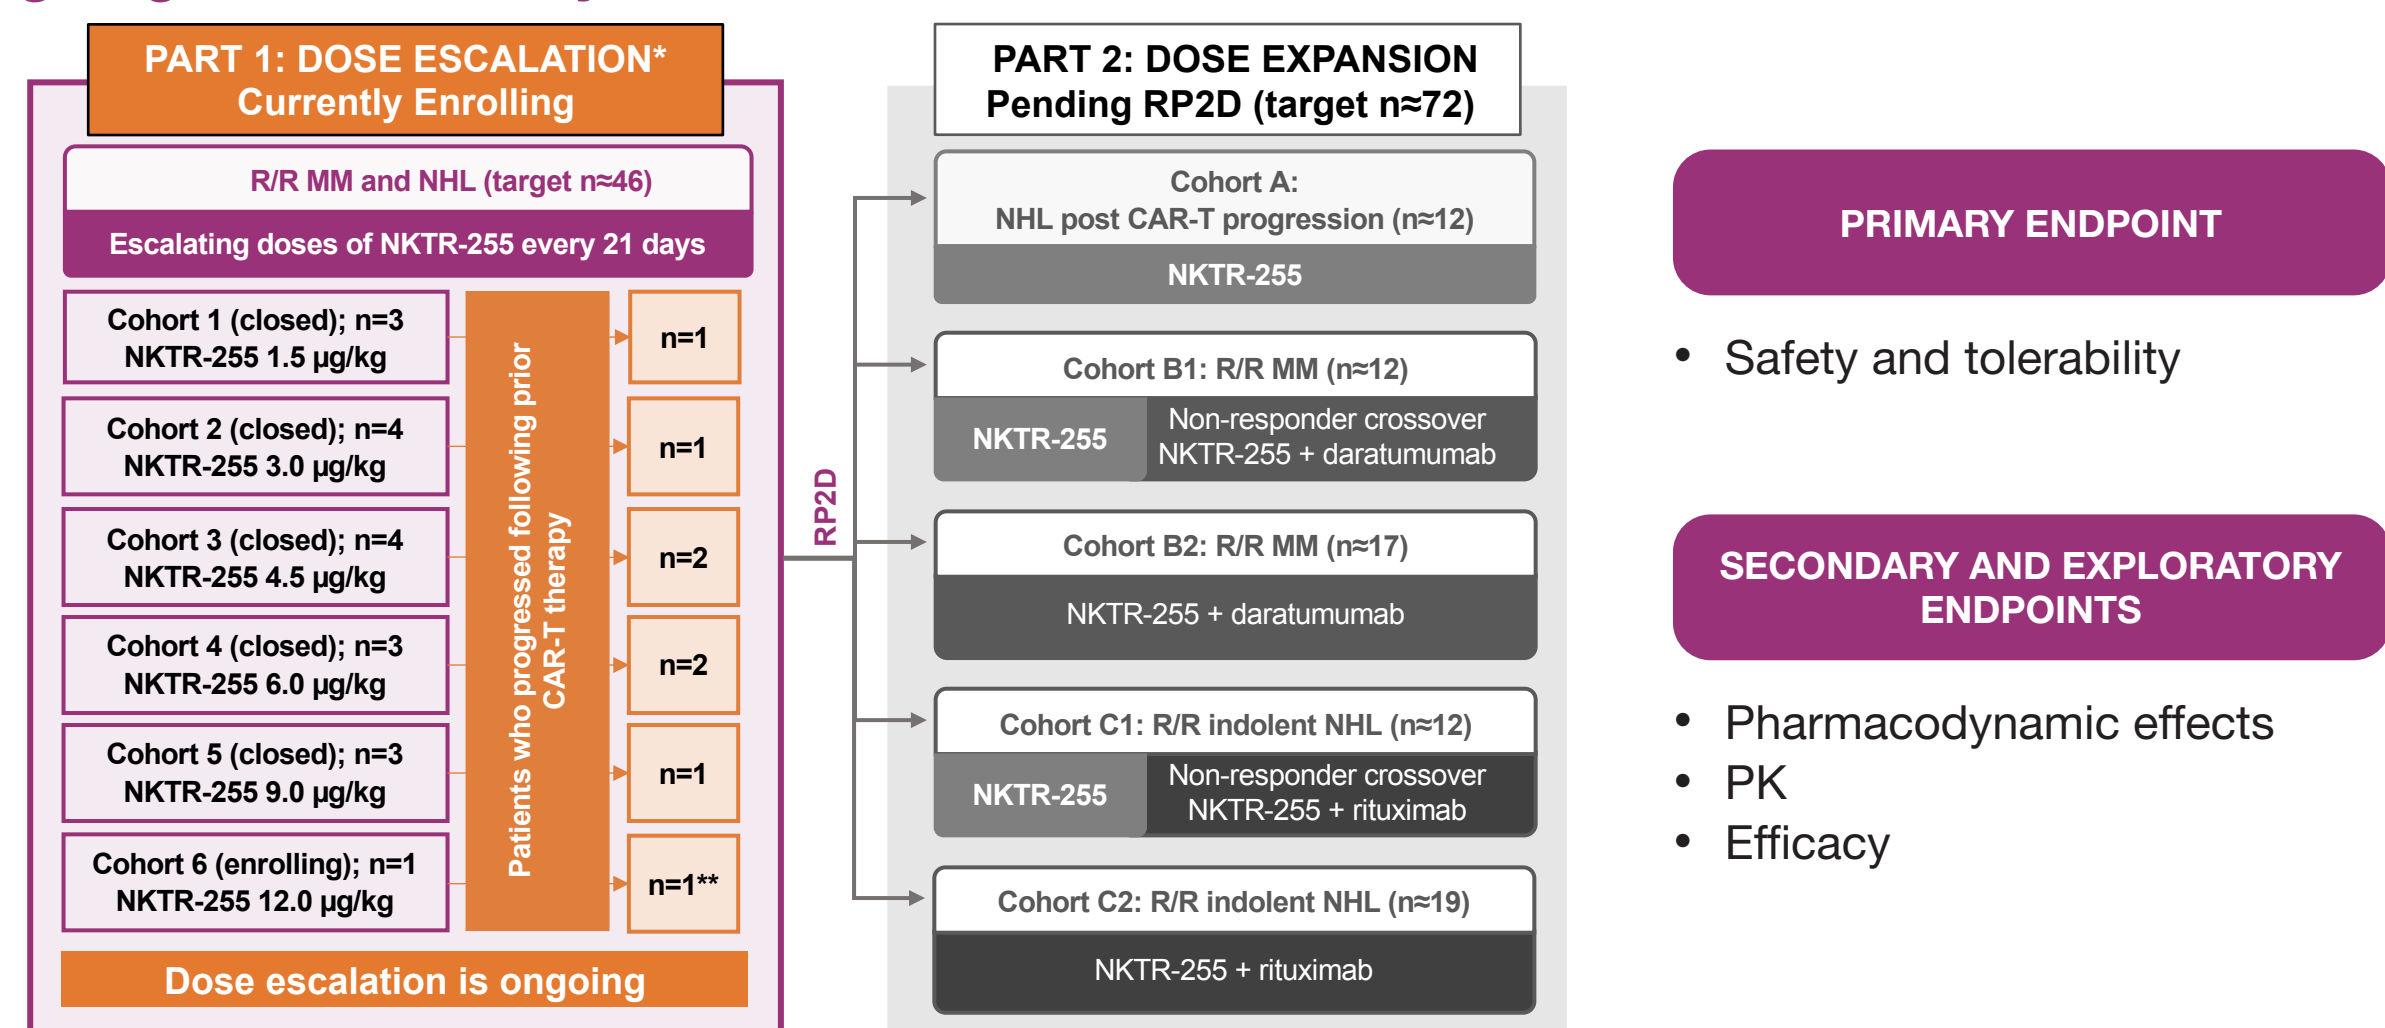 PART 1: DOSE ESCALATION*
Currently Enrolling
R/R MM and NHL (target n≈46)
Escalating doses of NKTR-255 every 21 days
Cohort 1 (closed); n=3
NKTR-255 1.5 µg/kg
n=1
Cohort 2 (closed); n=4
NKTR-255 3.0 µg/kg
n=1
Cohort 3 (closed); n=4
NKTR-255 4.5 µg/kg
n=2
Cohort 4 (closed); n=3
NKTR-255 6.0 µg/kg
n=2
Cohort 5 (closed); n=3
NKTR-255 9.0 µg/kg
n=1
Cohort 6 (enrolling); n=1
NKTR-255 12.0 µg/kg
n=1**
Patients who progressed following prior
CAR-T therapy
Dose escalation is ongoing
RP2D
PART 2: DOSE EXPANSION
Pending RP2D (target n≈72)
Cohort A:
NHL post CAR-T progression (n≈12)
NKTR-255
Cohort B1: R/R MM (n≈12)
NKTR-255
Non-responder crossover
NKTR-255 + daratumumab
Cohort B2: R/R MM (n≈17)
NKTR-255 + daratumumab
Cohort C1: R/R indolent NHL (n≈12)
NKTR-255
Non-responder crossover
NKTR-255 + rituximab
Cohort C2: R/R indolent NHL (n≈19)
NKTR-255 + rituximab
PRIMARY ENDPOINT
• Safety and tolerability
SECONDARY AND EXPLORATORY
ENDPOINTS
• Pharmacodynamic effects
• PK
• Efficacy